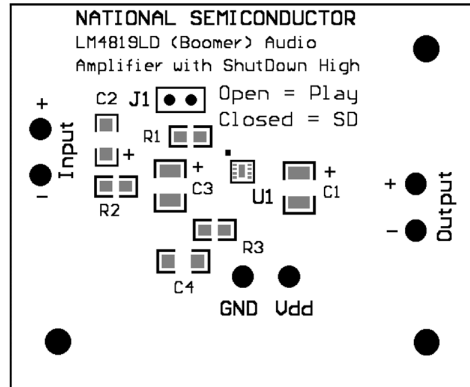 NATIONAL SEMICONDUCTOR
LM4819LD (Boomer) Audio
Amplifier with ShutDown High
C2
J1
Open = Play
Closed = SD
+
R1
Input
+
+
+
-
R2
C3
U1
C1
+
-
Output
R3
C4
GND Vdd